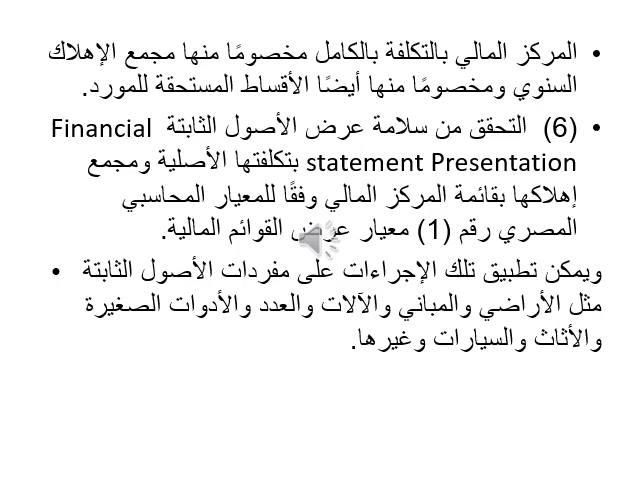 • المركز المالي بالتكلفة بالكامل مخصومًا منها مجمع الإهلاك
السنوي ومخصومًا منها أيضًا الأقساط المستحقة للمورد.
• (6) التحقق من سلامة عرض الأصول الثابتة Financial
statement Presentation بتكلفتها الأصلية ومجمع
إهلاكها بقائمة المركز المالي وفقًا للمعيار المحاسبي
المصري رقم (1) معيار عرض القوائم المالية.
ويمكن تطبيق تلك الإجراءات على مفردات الأصول الثابتة •
مثل الأراضي والمباني والآلات والعدد والأدوات الصغيرة
والأثاث والسيارات وغيرها.